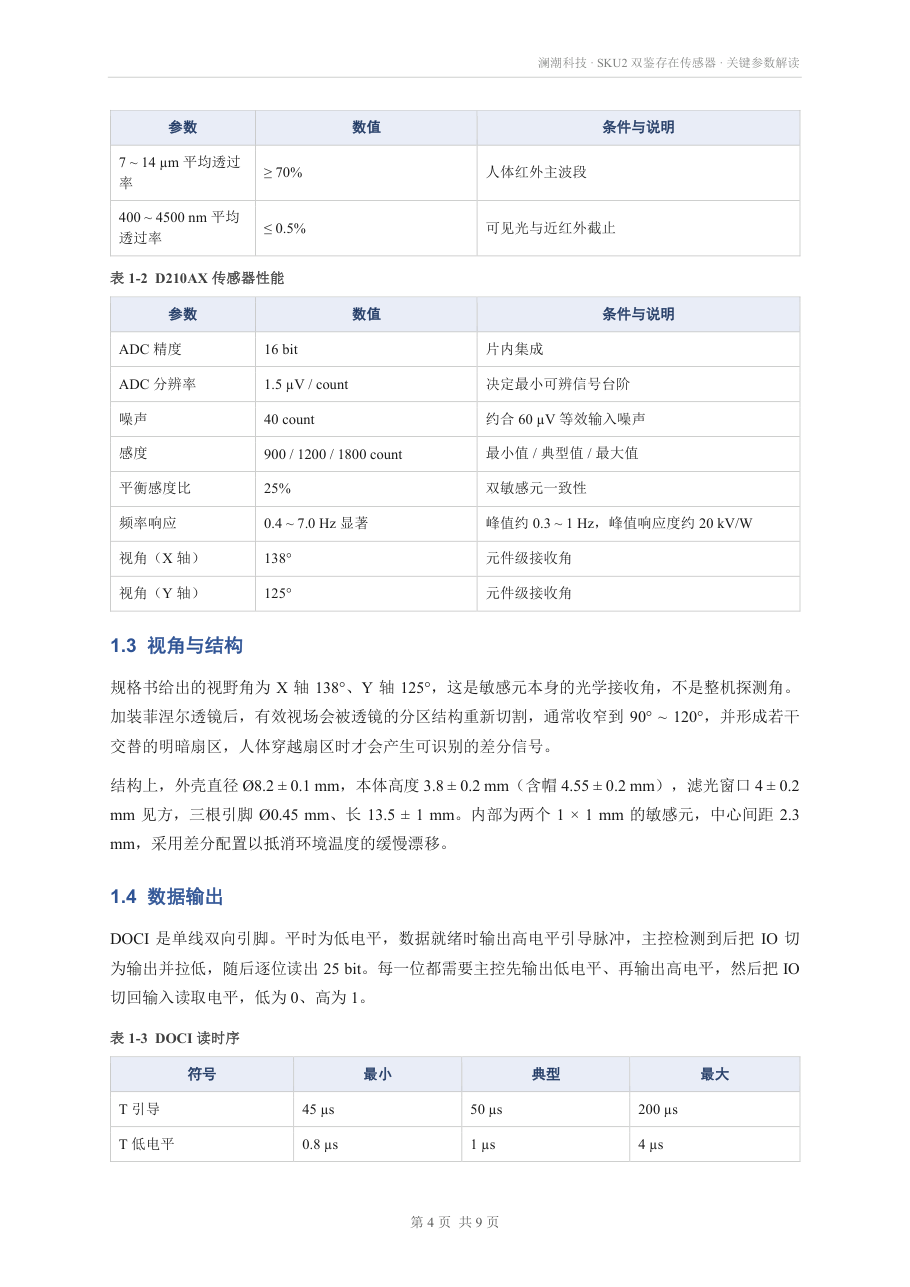 澜潮科技 · SKU2 双鉴存在传感器 · 关键参数解读
参数 数值 条件与说明
7 ~ 14 µm 平均透过
率
≥ 70% 人体红外主波段
400 ~ 4500 nm 平均
透过率
≤ 0.5% 可见光与近红外截止
表 1-2 D210AX 传感器性能
参数 数值 条件与说明
ADC 精度 16 bit 片内集成
ADC 分辨率 1.5 µV / count 决定最小可辨信号台阶
噪声 40 count 约合 60 µV 等效输入噪声
感度 900 / 1200 / 1800 count 最小值 / 典型值 / 最大值
平衡感度比 25% 双敏感元一致性
频率响应 0.4 ~ 7.0 Hz 显著 峰值约 0.3 ~ 1 Hz，峰值响应度约 20 kV/W
视角（X 轴） 138° 元件级接收角
视角（Y 轴） 125° 元件级接收角
1.3 视角与结构
规格书给出的视野角为 X 轴 138°、Y 轴 125°，这是敏感元本身的光学接收角，不是整机探测角。
加装菲涅尔透镜后，有效视场会被透镜的分区结构重新切割，通常收窄到 90° ~ 120°，并形成若干
交替的明暗扇区，人体穿越扇区时才会产生可识别的差分信号。
结构上，外壳直径 Ø8.2 ± 0.1 mm，本体高度 3.8 ± 0.2 mm（含帽 4.55 ± 0.2 mm），滤光窗口 4 ± 0.2
mm 见方，三根引脚 Ø0.45 mm、长 13.5 ± 1 mm。内部为两个 1 × 1 mm 的敏感元，中心间距 2.3
mm，采用差分配置以抵消环境温度的缓慢漂移。
1.4 数据输出
DOCI 是单线双向引脚。平时为低电平，数据就绪时输出高电平引导脉冲，主控检测到后把 IO 切
为输出并拉低，随后逐位读出 25 bit。每一位都需要主控先输出低电平、再输出高电平，然后把 IO
切回输入读取电平，低为 0、高为 1。
表 1-3 DOCI 读时序
符号 最小 典型 最大
T 引导 45 µs 50 µs 200 µs
T 低电平 0.8 µs 1 µs 4 µs
第 4 页 共 9 页